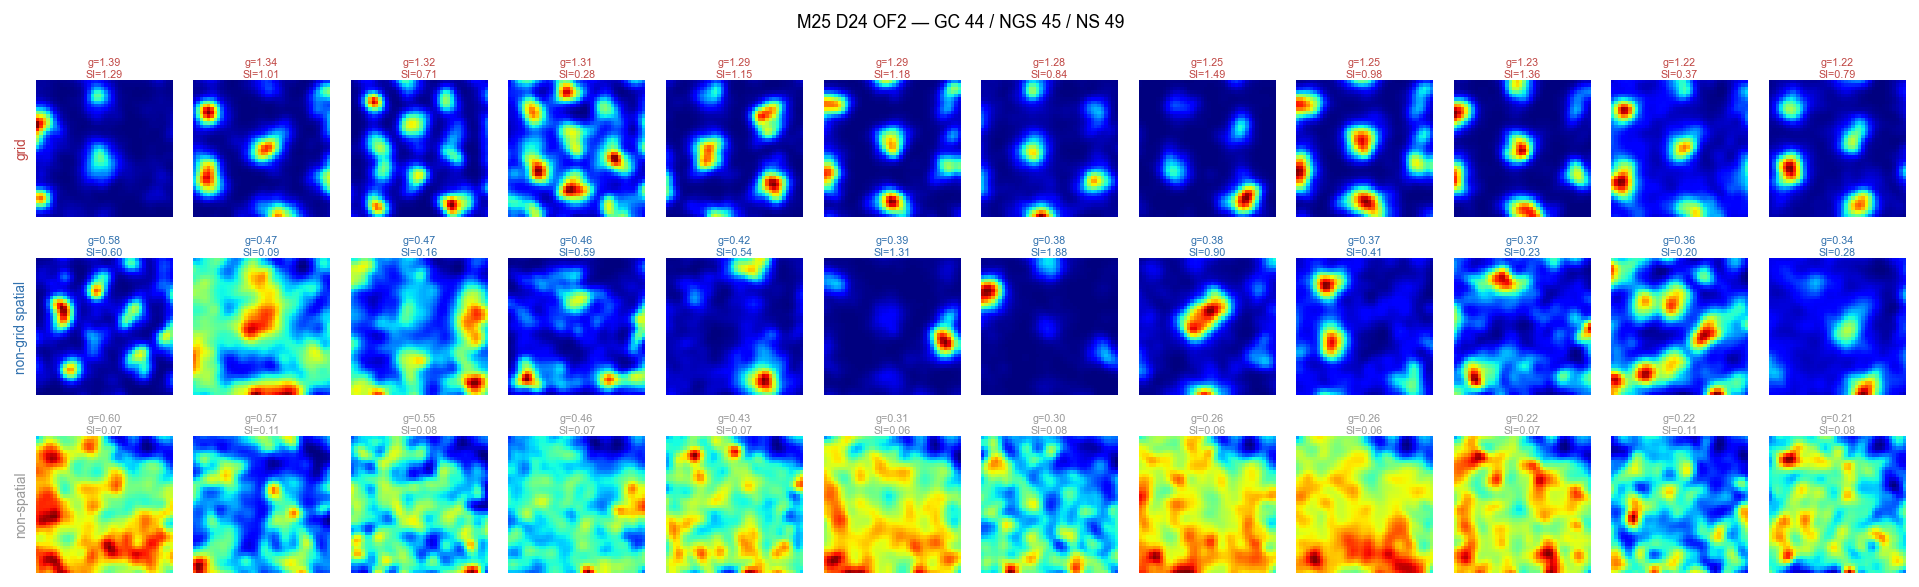 M25 D24 OF2 — GC 44 / NGS 45 / NS 49
g=1.39 g=1.34 g=1.32 g=1.31 g=1.29 g=1.29 g=1.28 g=1.25 g=1.25 g=1.23 g=1.22 g=1.22
SI=1.29 SI=1.01 SI=0.71 SI=0.28 SI=1.15 SI=1.18 SI=0.84 SI=1.49 SI=0.98 SI=1.36 SI=0.37 SI=0.79
grid
g=0.58 g=0.47 g=0.47 g=0.46 g=0.42 g=0.39 g=0.38 g=0.38 g=0.37 g=0.37 g=0.36 g=0.34
SI=0.60 SI=0.09 SI=0.16 SI=0.59 SI=0.54 SI=1.31 SI=1.88 SI=0.90 SI=0.41 SI=0.23 SI=0.20 SI=0.28
non-grid spatial
g=0.60 g=0.57 g=0.55 g=0.46 g=0.43 g=0.31 g=0.30 g=0.26 g=0.26 g=0.22 g=0.22 g=0.21
SI=0.07 SI=0.11 SI=0.08 SI=0.07 SI=0.07 SI=0.06 SI=0.08 SI=0.06 SI=0.06 SI=0.07 SI=0.11 SI=0.08
non-spatial